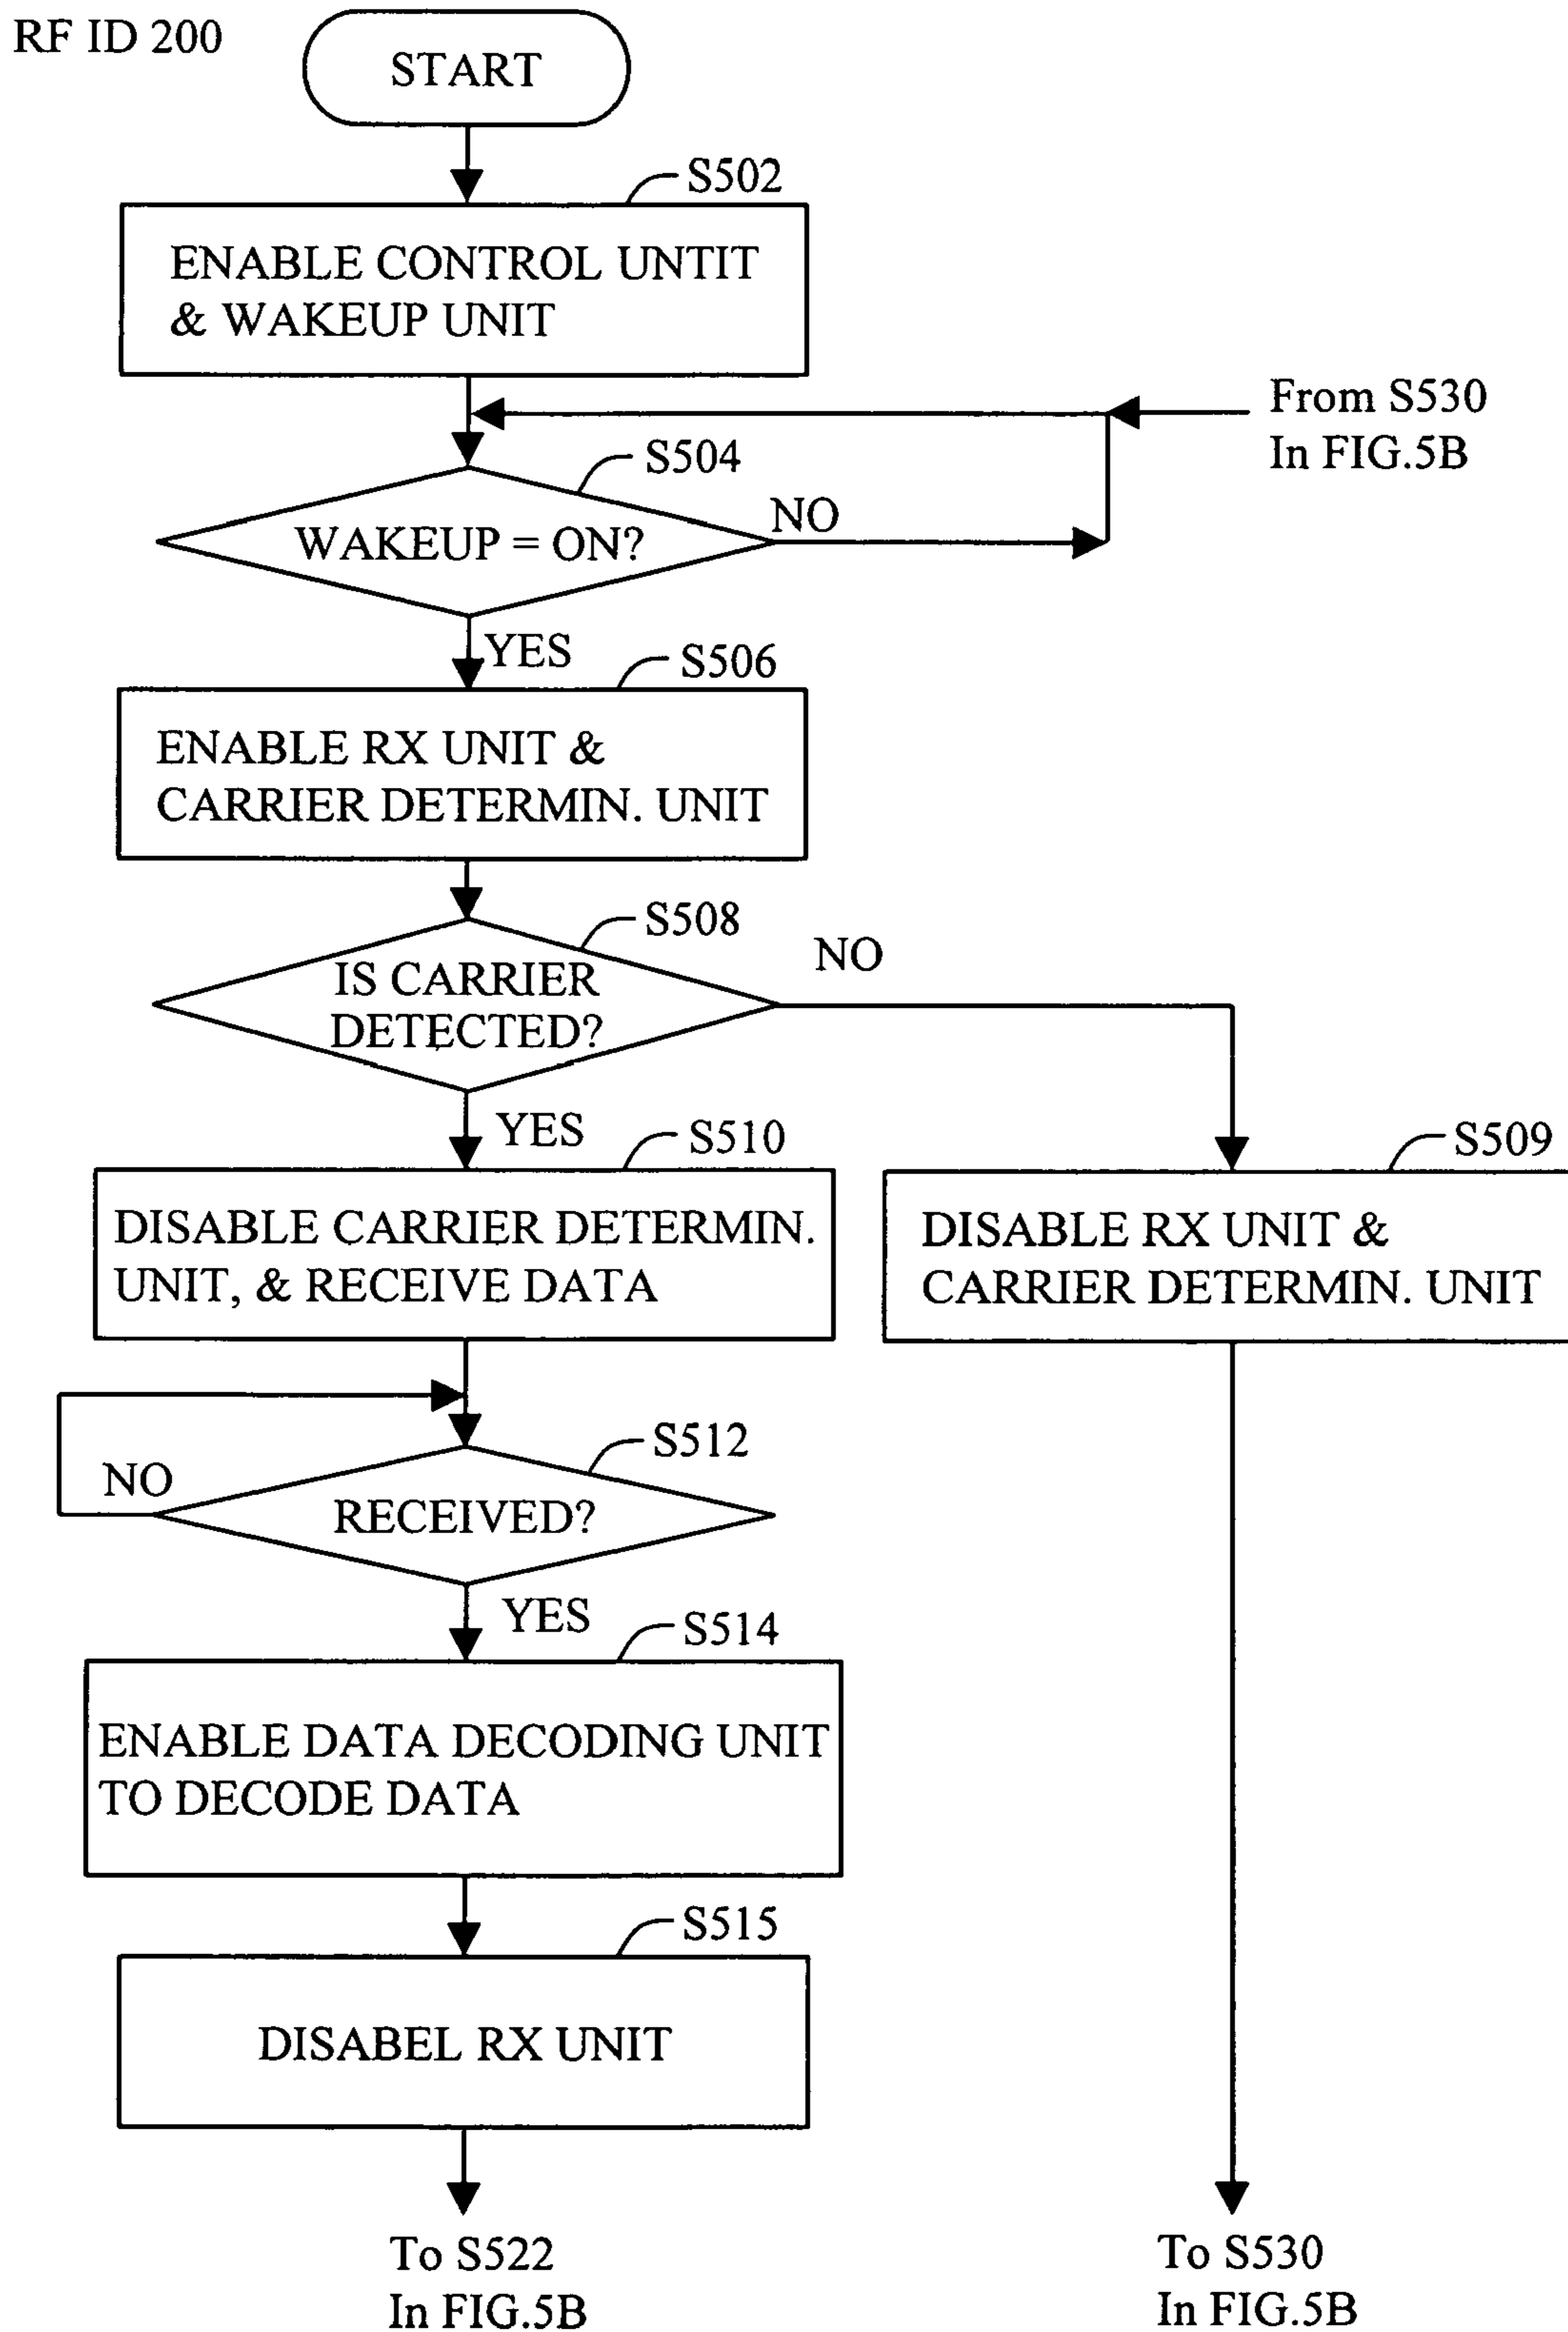 RF ID 200
START
S502
ENABLE CONTROL UNTIT
& WAKEUP UNIT
From S530
In FIG.5B
S504
WAKEUP = ON?
NO
YES
S506
ENABLE RX UNIT &
CARRIER DETERMIN. UNIT
S508
IS CARRIER
DETECTED?
NO
YES
S510
DISABLE CARRIER DETERMIN.
UNIT, & RECEIVE DATA
S509
DISABLE RX UNIT &
CARRIER DETERMIN. UNIT
S512
RECEIVED?
NO
YES
S514
ENABLE DATA DECODING UNIT
TO DECODE DATA
S515
DISABEL RX UNIT
To S522
In FIG.5B
To S530
In FIG.5B